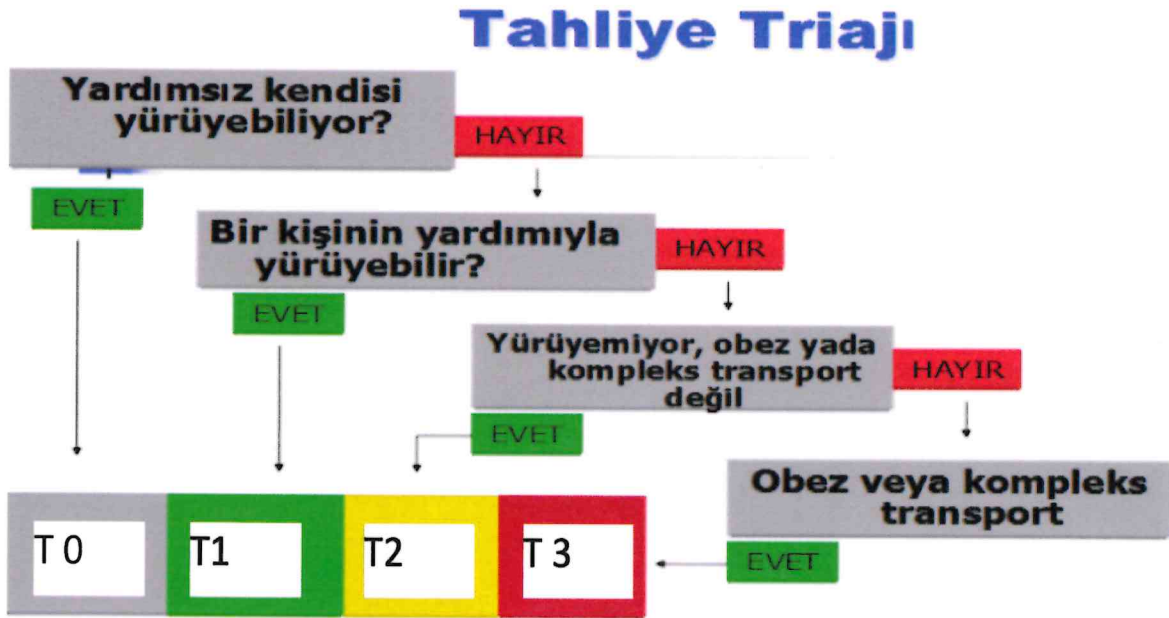 Tahliye Triajı
Yardımsız kendisi
yürüyebiliyor?
HAYIR
EVET
Bir kişinin yardımıyla
yürüyebilir?
HAYIR
EVET
Yürüyemiyor, obez yada
kompleks transport
değil
HAYIR
EVET
Obez veya kompleks
transport
EVET
T 0
T1
T2
T 3